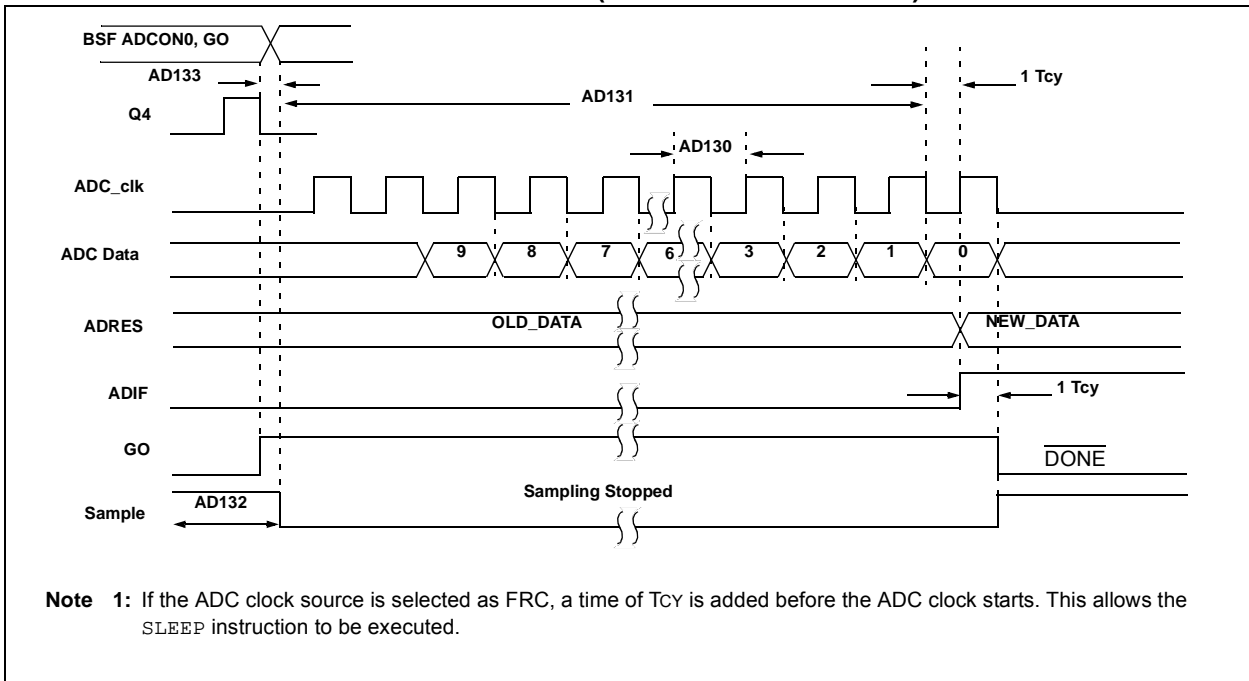 BSF ADCON0, GO
AD133
1 Tcy
AD131
Q4
AD130
ADC_clk
ADC Data 9 8 7 6 3 2 1 0
ADRES OLD_DATA NEW_DATA
ADIF 1 Tcy
GO DONE
AD132 Sampling Stopped
Sample
Note 1: If the ADC clock source is selected as FRC, a time of TCY is added before the ADC clock starts. This allows the
SLEEP instruction to be executed.